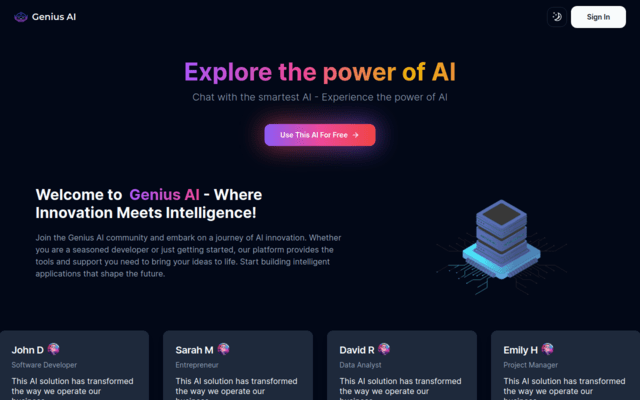 Genius AI
Sign In
Explore the power of AI
Chat with the smartest AI - Experience the power of AI
Use This AI For Free →
Welcome to Genius AI - Where
Innovation Meets Intelligence!
Join the Genius AI community and embark on a journey of AI innovation. Whether
you are a seasoned developer or just getting started, our platform provides the
tools and support you need to bring your ideas to life. Start building intelligent
applications that shape the future.
John D
Software Developer
This AI solution has transformed
the way we operate our
Sarah M
Entrepreneur
This AI solution has transformed
the way we operate our
David R
Data Analyst
This AI solution has transformed
the way we operate our
Emily H
Project Manager
This AI solution has transformed
the way we operate our